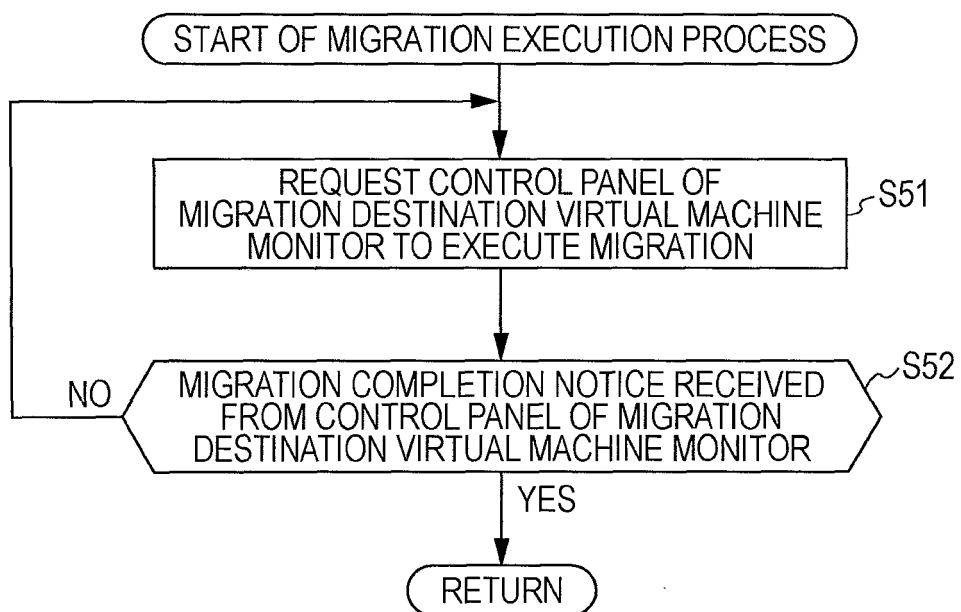 START OF MIGRATION EXECUTION PROCESS
REQUEST CONTROL PANEL OF
MIGRATION DESTINATION VIRTUAL MACHINE
MONITOR TO EXECUTE MIGRATION
S51
S52
NO
MIGRATION COMPLETION NOTICE RECEIVED
FROM CONTROL PANEL OF MIGRATION
DESTINATION VIRTUAL MACHINE MONITOR
YES
RETURN